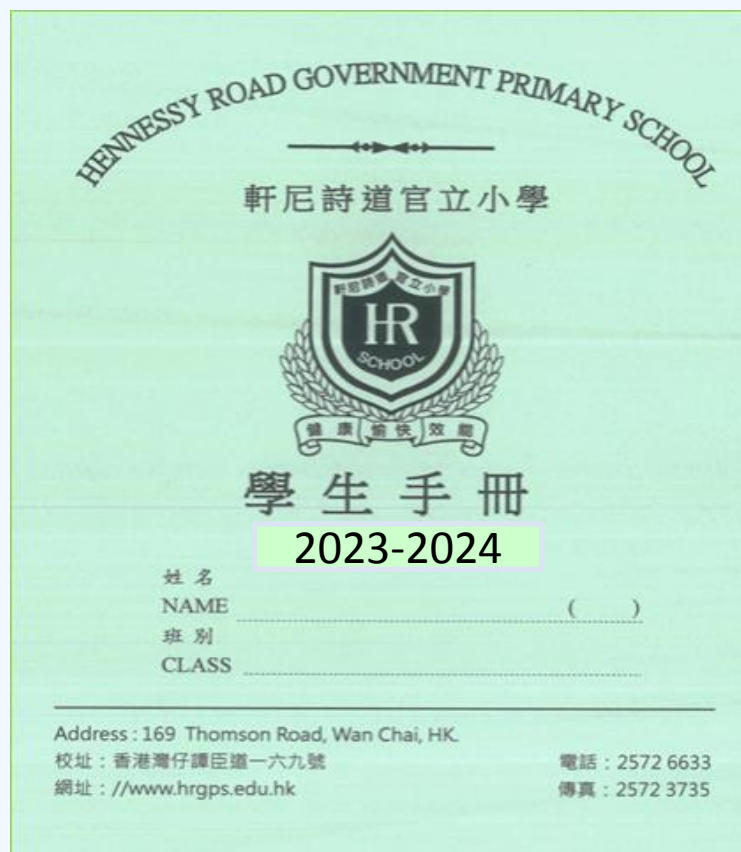 HENNESSY ROAD GOVERNMENT PRIMARY SCHOOL
軒尼詩道官立小學
軒尼詩道 官立小學
HR
SCHOOL
健康 愉快 效能
學生手冊
2023-2024
姓名
NAME ( )
班別
CLASS
Address : 169 Thomson Road, Wan Chai, HK.
校址：香港灣仔譚臣道一六九號 電話：2572 6633
網址：//www.hrgps.edu.hk 傳真：2572 3735